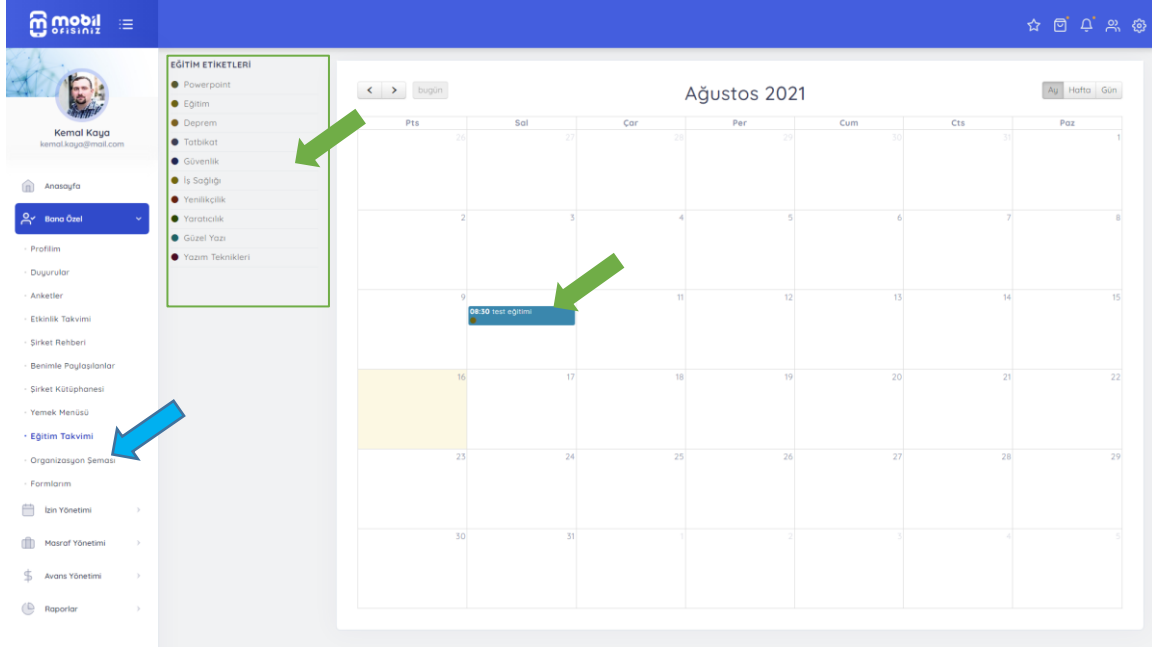 mobil
ofisiniz
Kemal Kaya
kemal.kaya@mail.com
Anasayfa
Bana Özel
Profilim
Duyurular
Anketler
Etkinlik Takvimi
Şirket Rehberi
Benimle Paylaşılanlar
Şirket Kütüphanesi
Yemek Menüsü
Eğitim Takvimi
Organizasyon Şeması
Formlarım
İzin Yönetimi
Masraf Yönetimi
Avans Yönetimi
Raporlar
EĞİTİM ETİKETLERİ
Powerpoint
Eğitim
Deprem
Tatbikat
Güvenlik
İş Sağlığı
Yenilikçilik
Yaratıcılık
Güzel Yazı
Yazım Teknikleri
bugün
Ağustos 2021
Ay Hafta Gün
Pts Sal Çar Per Cum Cts Paz
26 27 28 29 30 31 1
2 3 4 5 6 7 8
9 11 12 13 14 15
08:30 test eğitimi
16 17 18 19 20 21 22
23 24 25 26 27 28 29
30 31 1 2 3 4 5